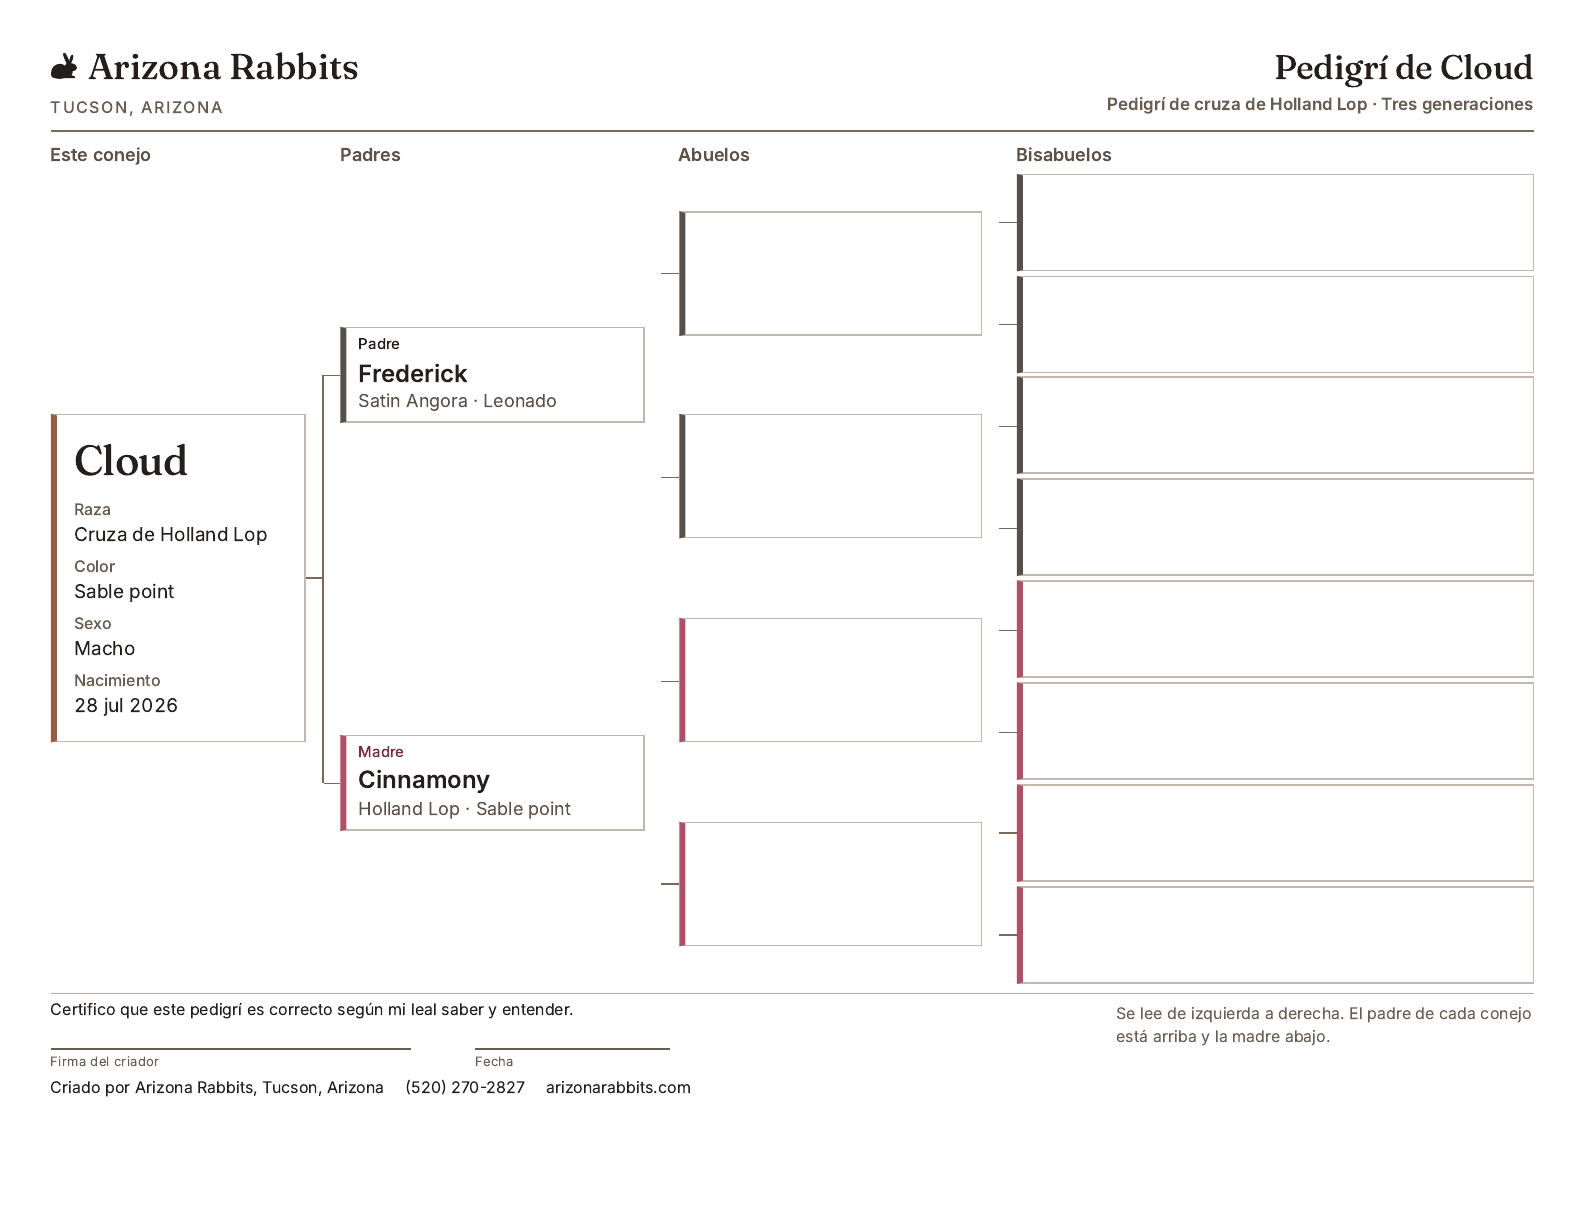 Arizona Rabbits
TUCSON, ARIZONA
Pedigrí de Cloud
Pedigrí de cruza de Holland Lop · Tres generaciones
Este conejo
Padres
Abuelos
Bisabuelos
Cloud
Raza
Cruza de Holland Lop
Color
Sable point
Sexo
Macho
Nacimiento
28 jul 2026
Padre
Frederick
Satin Angora · Leonado
Madre
Cinnamony
Holland Lop · Sable point
Certifico que este pedigrí es correcto según mi leal saber y entender.
Firma del criador
Fecha
Criado por Arizona Rabbits, Tucson, Arizona (520) 270-2827 arizonarabbits.com
Se lee de izquierda a derecha. El padre de cada conejo
está arriba y la madre abajo.